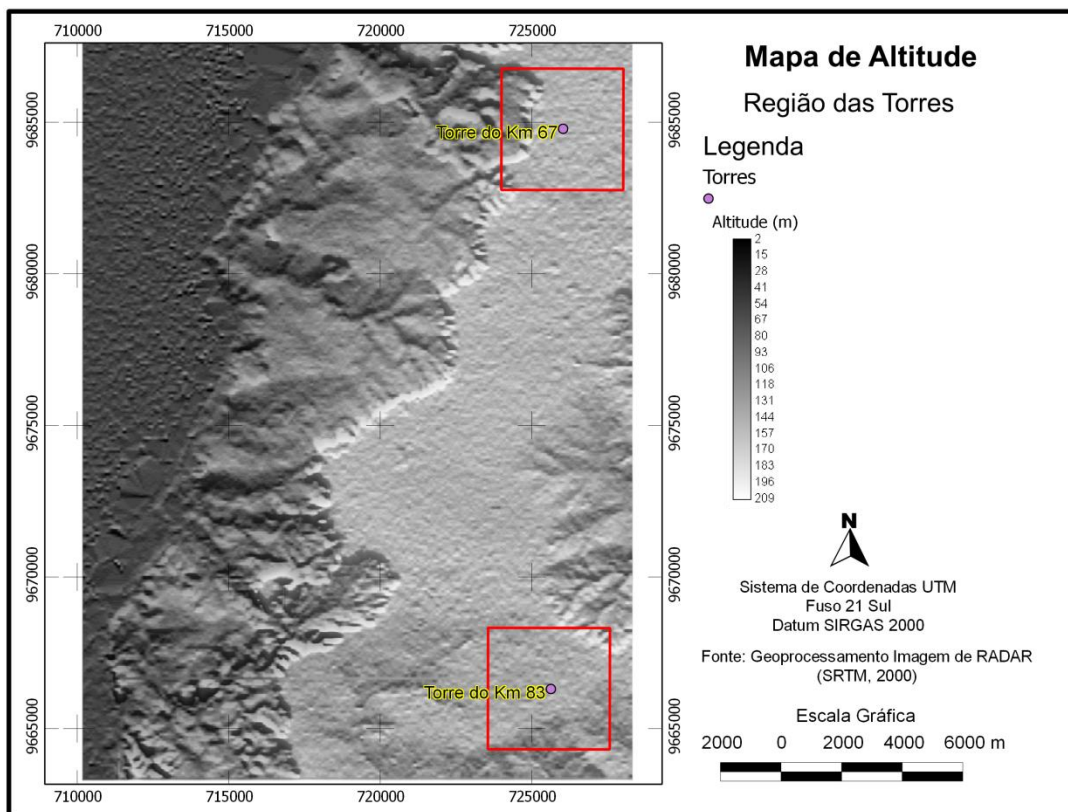 710000 715000 720000 725000
9685000 9685000
9680000 9680000
9675000 9675000
9670000 9670000
9665000 9665000
710000 715000 720000 725000
Torre do Km 67
Torre do Km 83
Mapa de Altitude
Região das Torres
Legenda
Torres
Altitude (m)
2
15
28
41
54
67
80
93
106
118
131
144
157
170
183
196
209
N
Sistema de Coordenadas UTM
Fuso 21 Sul
Datum SIRGAS 2000
Fonte: Geoprocessamento Imagem de RADAR
(SRTM, 2000)
Escala Gráfica
2000 0 2000 4000 6000 m